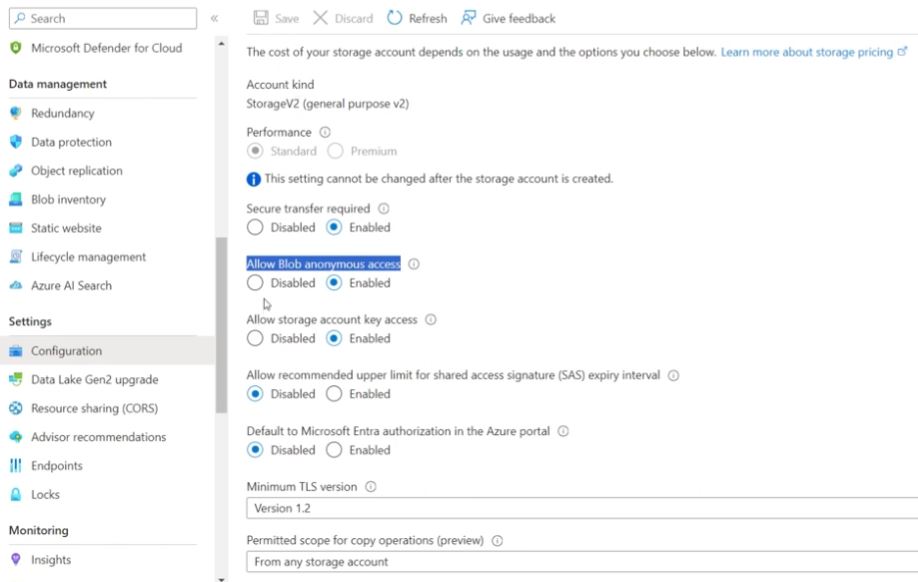 Search
«
Save Discard Refresh Give feedback
Microsoft Defender for Cloud
Data management
Redundancy
Data protection
Object replication
Blob inventory
Static website
Lifecycle management
Azure AI Search
Settings
Configuration
Data Lake Gen2 upgrade
Resource sharing (CORS)
Advisor recommendations
Endpoints
Locks
Monitoring
Insights
The cost of your storage account depends on the usage and the options you choose below. Learn more about storage pricing
Account kind
StorageV2 (general purpose v2)
Performance
Standard Premium
This setting cannot be changed after the storage account is created.
Secure transfer required
Disabled Enabled
Allow Blob anonymous access
Disabled Enabled
Allow storage account key access
Disabled Enabled
Allow recommended upper limit for shared access signature (SAS) expiry interval
Disabled Enabled
Default to Microsoft Entra authorization in the Azure portal
Disabled Enabled
Minimum TLS version
Version 1.2
Permitted scope for copy operations (preview)
From any storage account